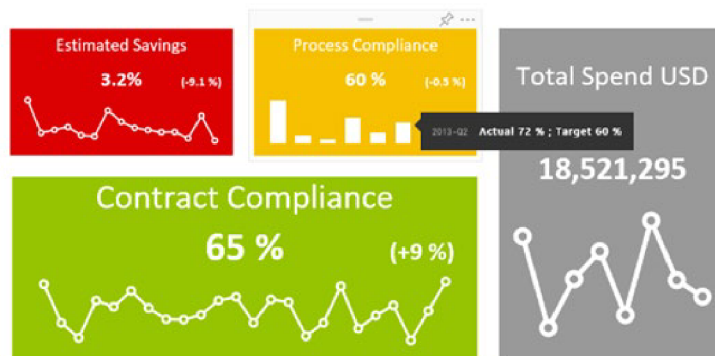 Estimated Savings
3.2% (-9.1 %)
Process Compliance
60 % (-0.5 %)
2013-Q2 Actual 72 % ; Target 60 %
Total Spend USD
18,521,295
Contract Compliance
65 % (+9 %)